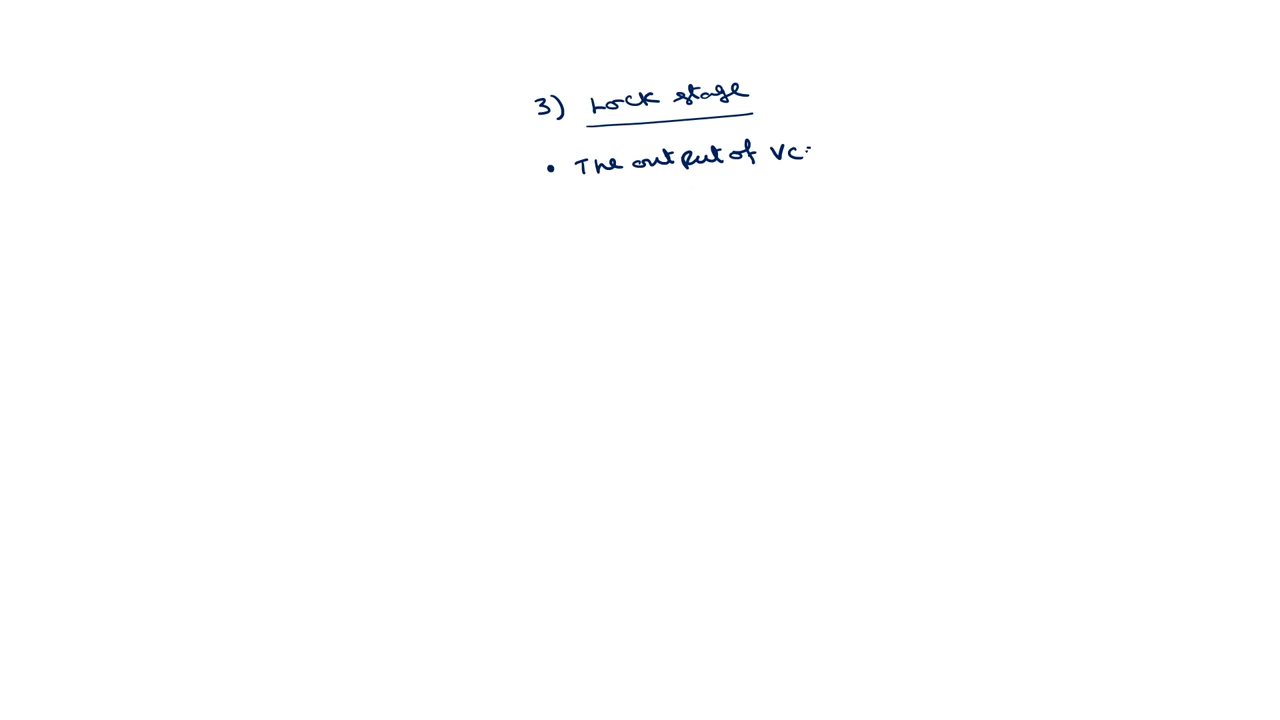 3) Lock stage
• The output of VC